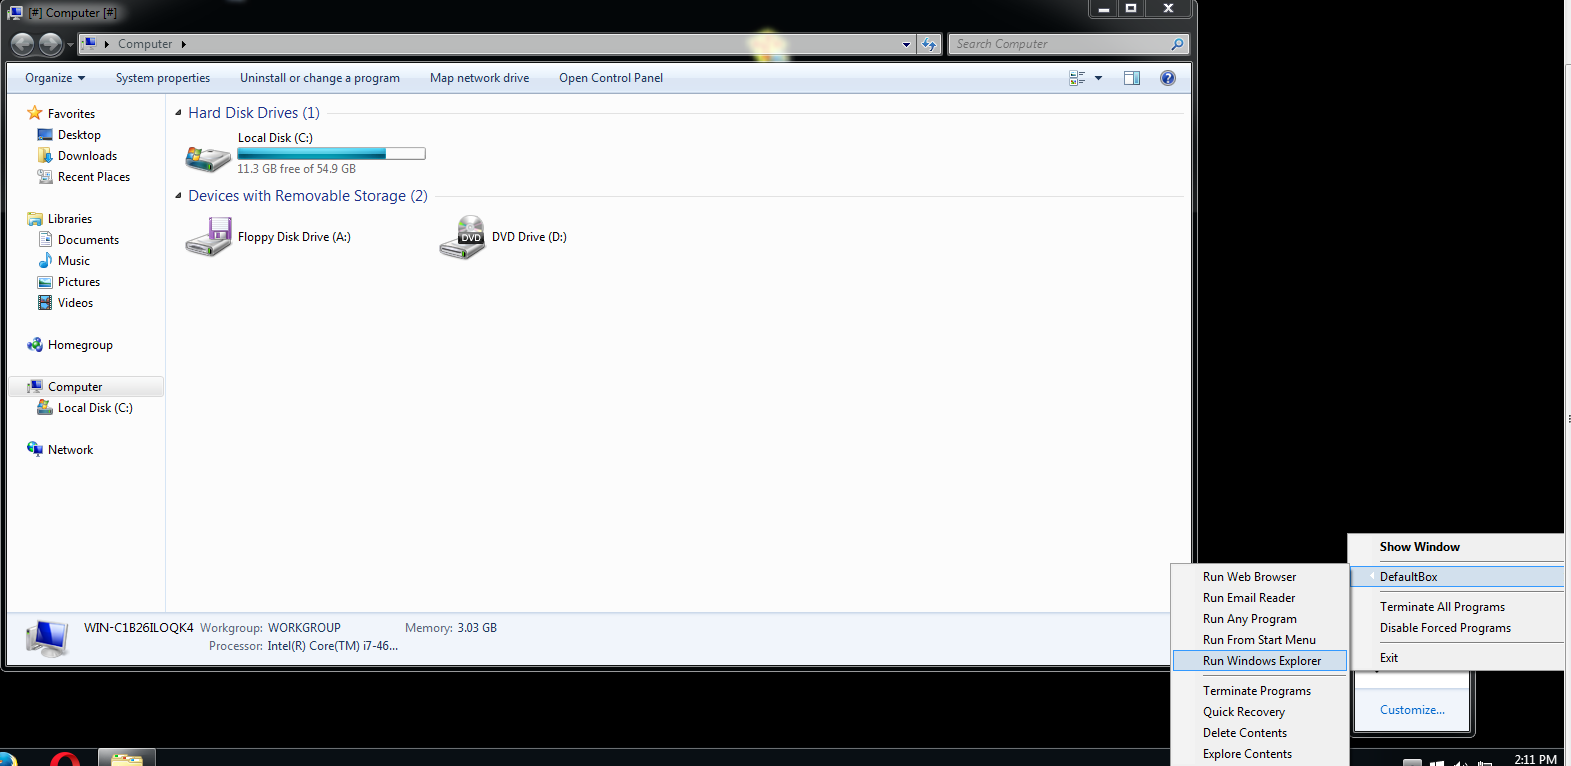 [#] Computer [#]
Computer
Search Computer
Organize System properties Uninstall or change a program Map network drive Open Control Panel
Favorites
Desktop
Downloads
Recent Places
Libraries
Documents
Music
Pictures
Videos
Homegroup
Computer
Local Disk (C:)
Network
Hard Disk Drives (1)
Local Disk (C:)
11.3 GB free of 54.9 GB
Devices with Removable Storage (2)
Floppy Disk Drive (A:)
DVD
DVD Drive (D:)
WIN-C1B26ILOQK4 Workgroup: WORKGROUP Memory: 3.03 GB
Processor: Intel(R) Core(TM) i7-46...
Show Window
DefaultBox
Terminate All Programs
Disable Forced Programs
Exit
Run Web Browser
Run Email Reader
Run Any Program
Run From Start Menu
Run Windows Explorer
Terminate Programs
Quick Recovery
Delete Contents
Explore Contents
Customize...
2:11 PM